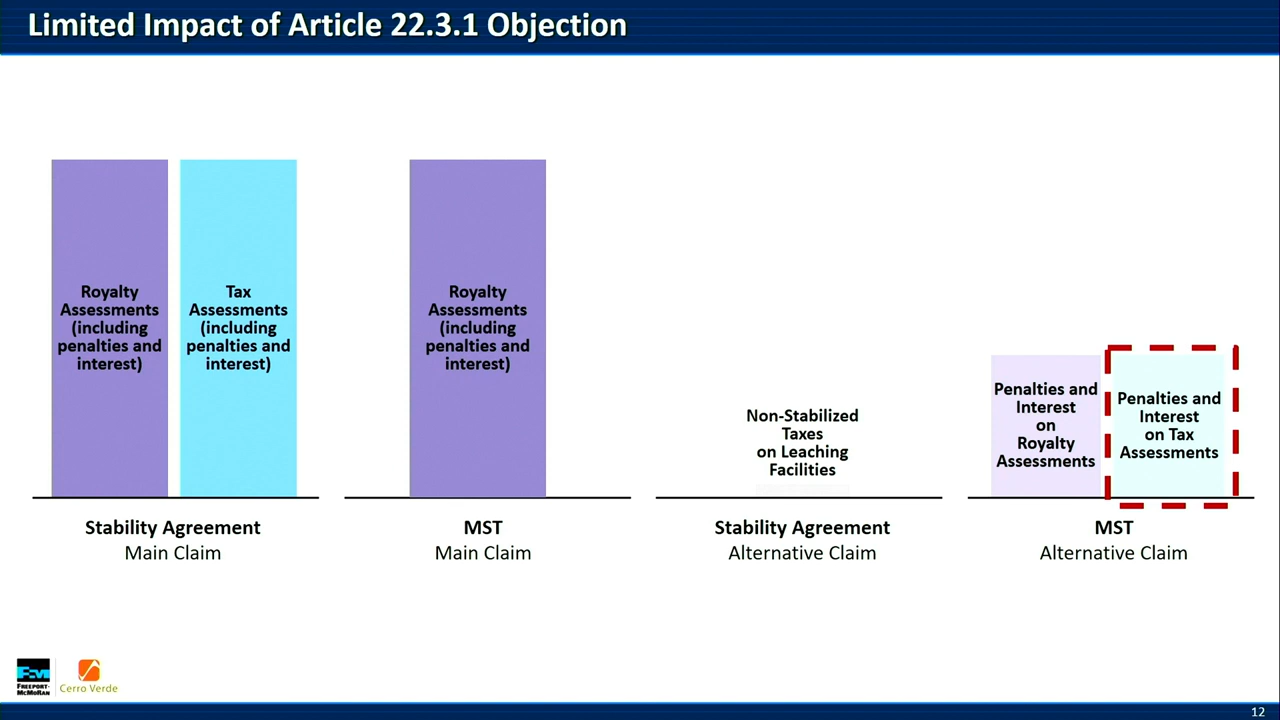 Limited Impact of Article 22.3.1 Objection
Royalty
Assessments
(including
penalties and
interest)
Tax
Assessments
(including
penalties and
interest)
Royalty
Assessments
(including
penalties and
interest)
Non-Stabilized
Taxes
on Leaching
Facilities
Penalties and
Interest
on
Royalty
Assessments
Penalties and
Interest
on Tax
Assessments
Stability Agreement
Main Claim
MST
Main Claim
Stability Agreement
Alternative Claim
MST
Alternative Claim
FCX
FREEPORT-
McMoRAN
Cerro Verde
12